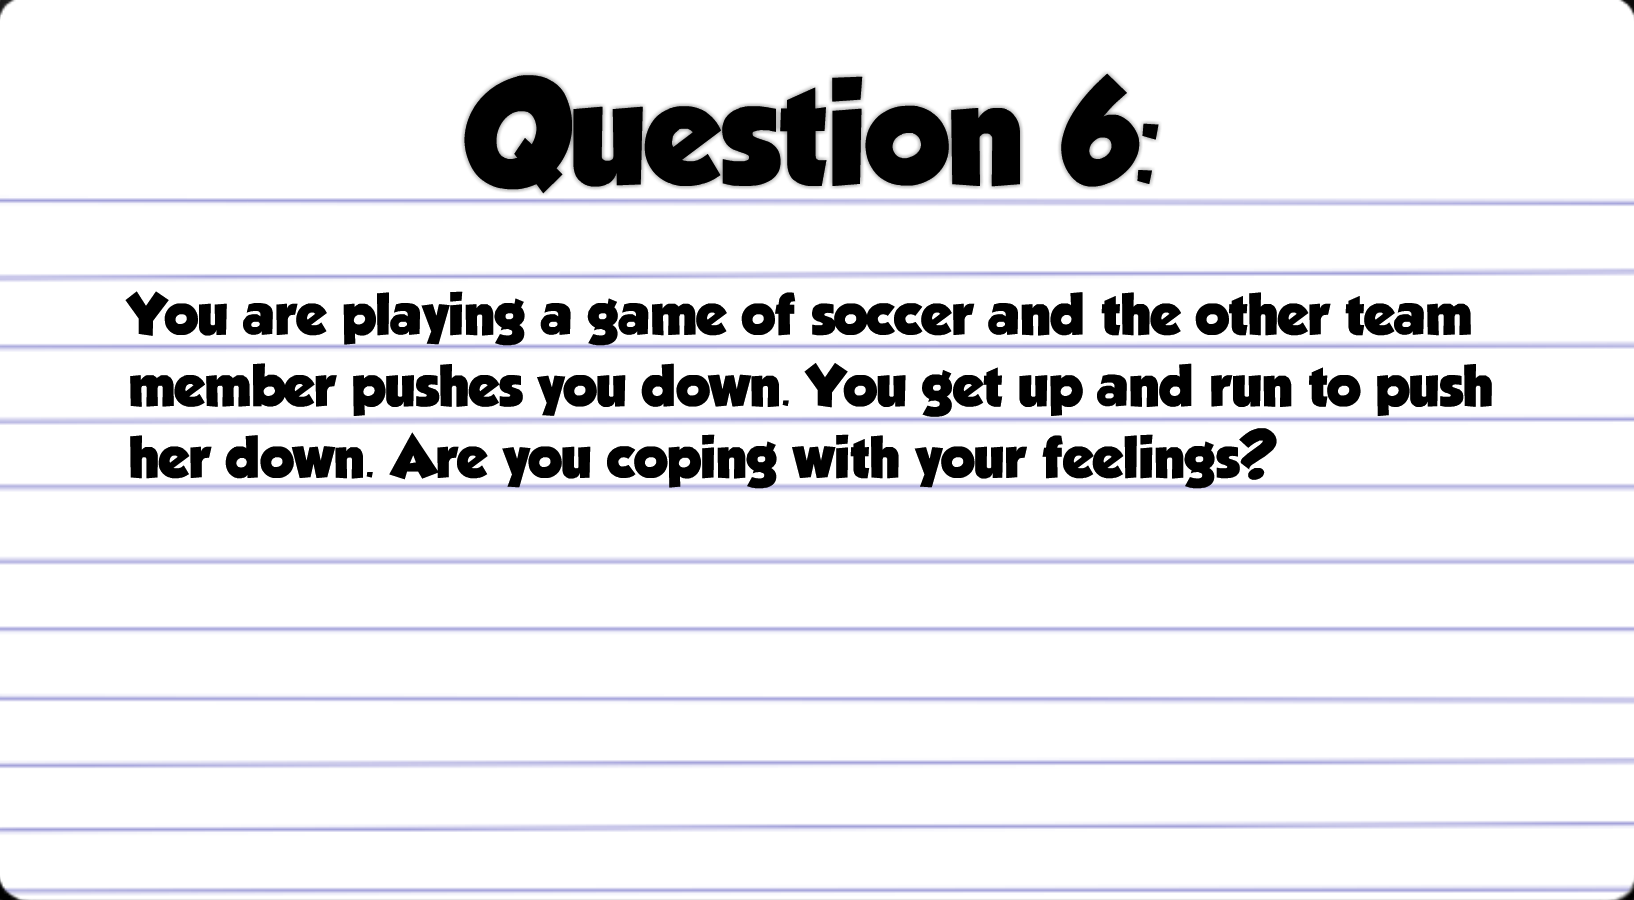 Question 6:
You are playing a game of soccer and the other team
member pushes you down. You get up and run to push
her down. Are you coping with your feelings?